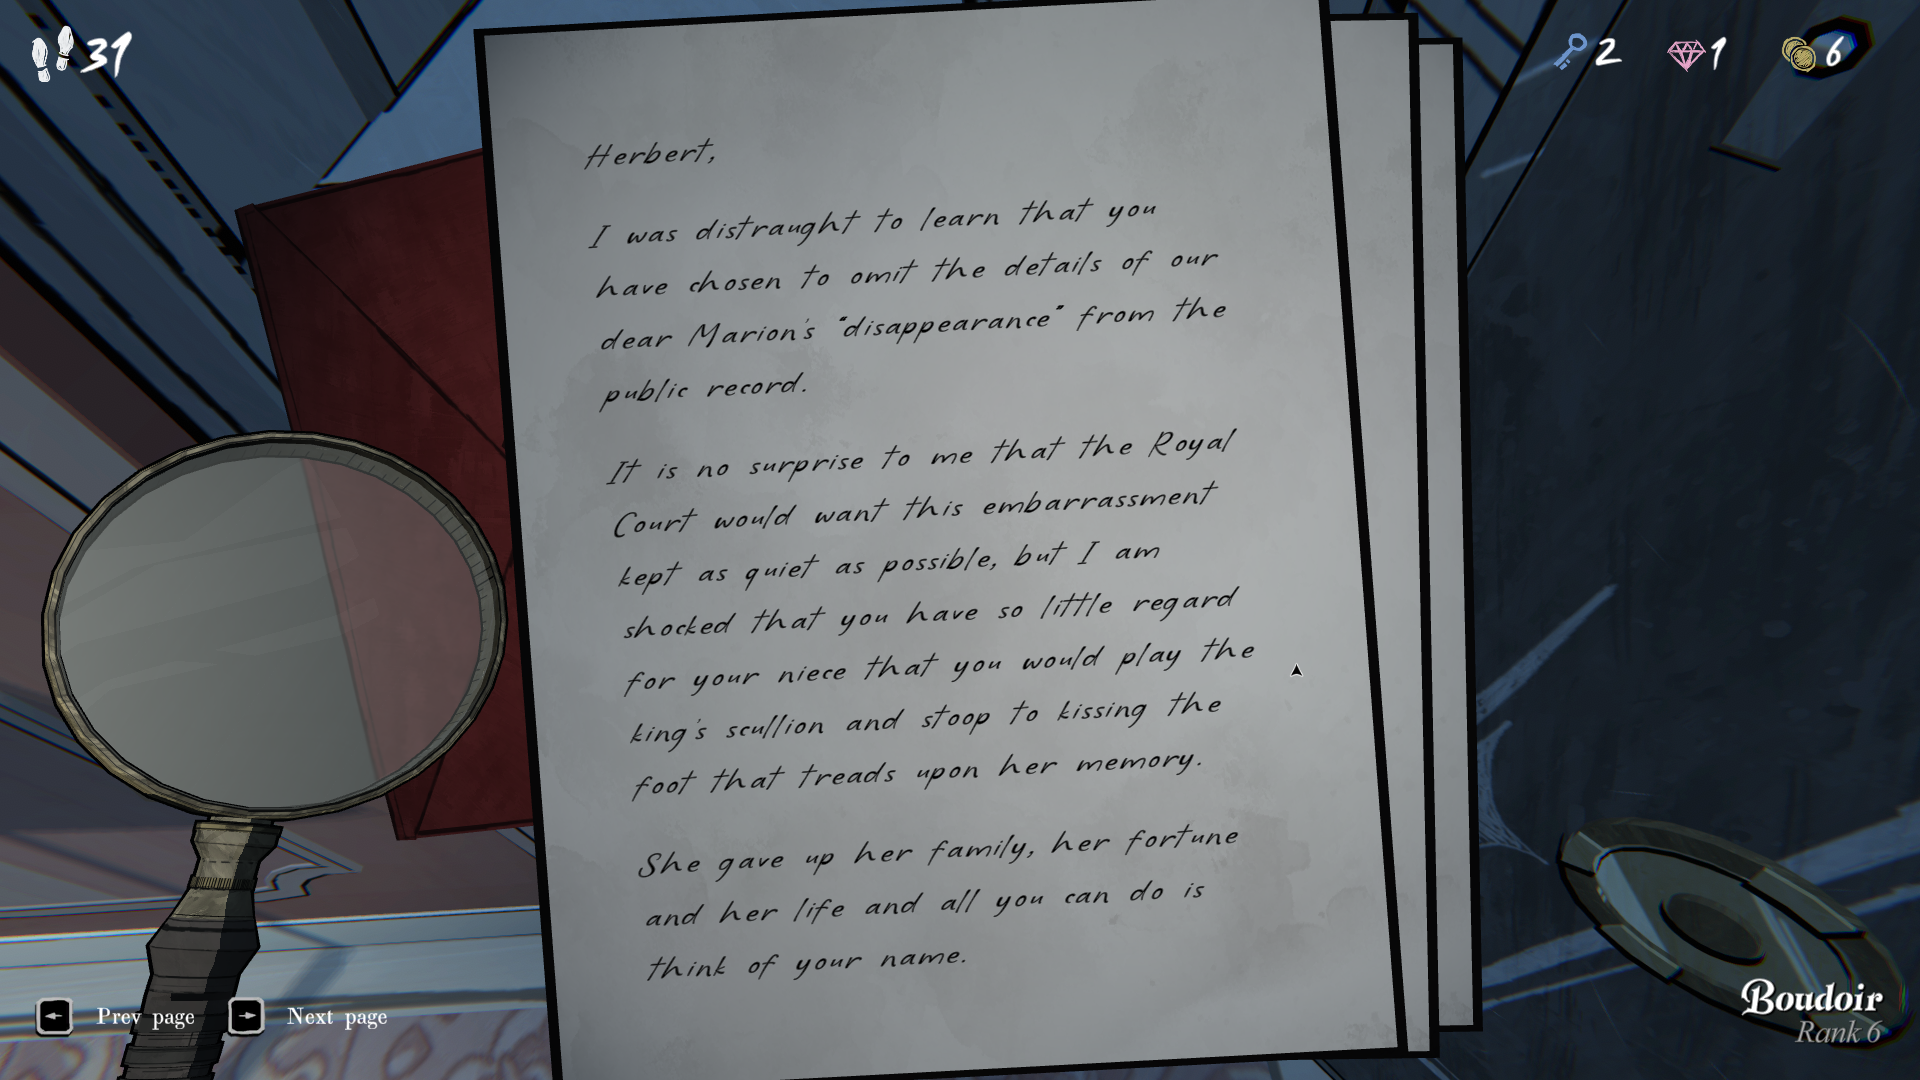 31
2
1
6
Herbert,
I was distraught to learn that you
have chosen to omit the details of our
dear Marion's "disappearance" from the
public record.
It is no surprise to me that the Royal
Court would want this embarrassment
kept as quiet as possible, but I am
shocked that you have so little regard
for your niece that you would play the
king's scullion and stoop to kissing the
foot that treads upon her memory.
She gave up her family, her fortune
and her life and all you can do is
think of your name.
Prev page
Next page
Boudoir
Rank 6